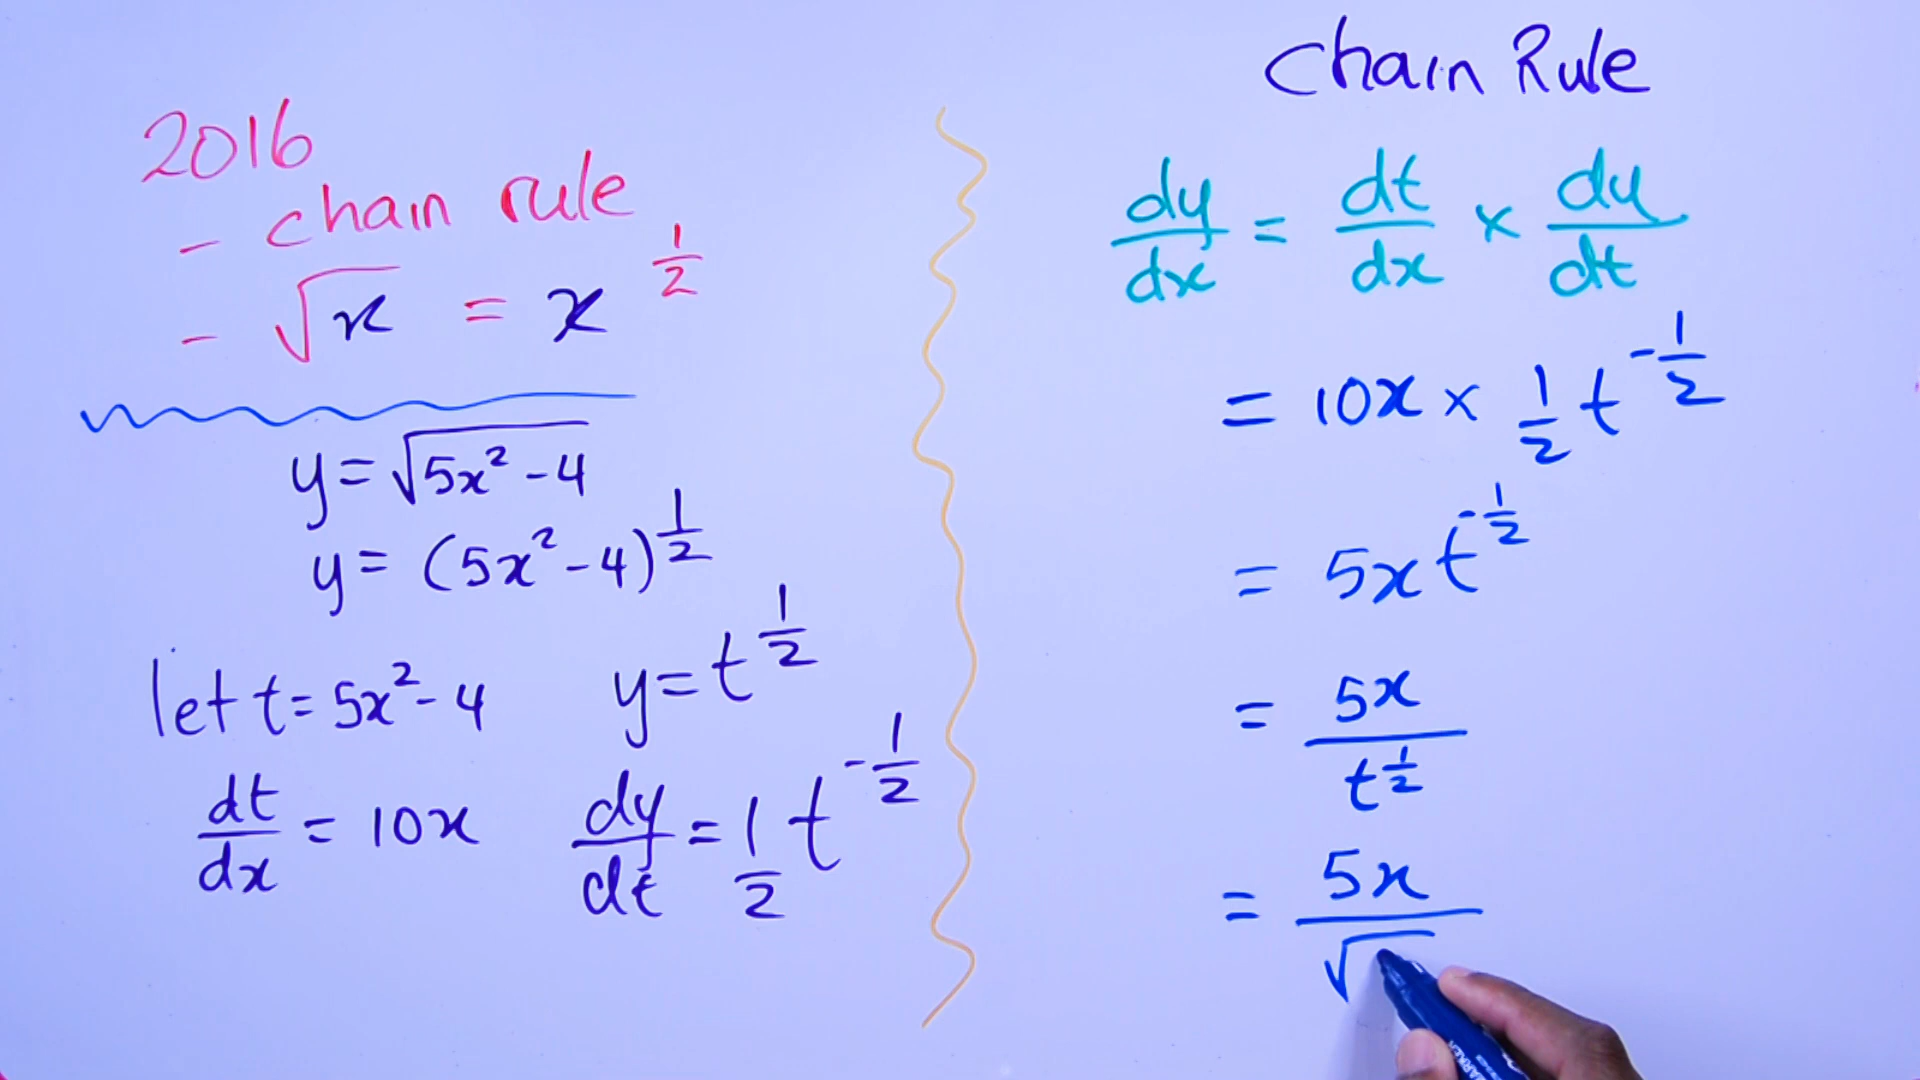 2016
- chain rule
- √x = x^1/2
y = √5x² - 4
y = (5x² - 4)^1/2
let t = 5x² - 4
y = t^1/2
dt/dx = 10x
dy/dt = 1/2 t^-1/2
Chain Rule
dy/dx = dt/dx × dy/dt
= 10x × 1/2 t^-1/2
= 5x t^-1/2
= 5x/t^1/2
= 5x/√
MARKER